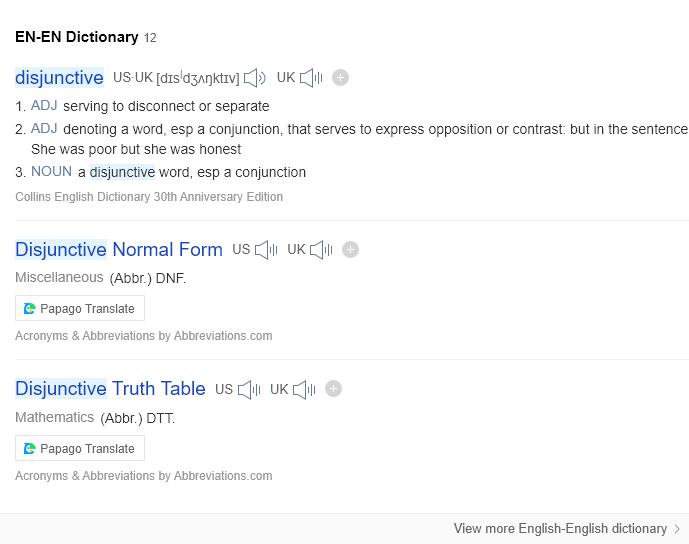 EN-EN Dictionary 12
disjunctive US·UK [dɪsˈdʒʌŋktɪv] UK
1. ADJ serving to disconnect or separate
2. ADJ denoting a word, esp a conjunction, that serves to express opposition or contrast: but in the sentence
She was poor but she was honest
3. NOUN a disjunctive word, esp a conjunction
Collins English Dictionary 30th Anniversary Edition
Disjunctive Normal Form US UK
Miscellaneous (Abbr.) DNF.
Papago Translate
Acronyms & Abbreviations by Abbreviations.com
Disjunctive Truth Table US UK
Mathematics (Abbr.) DTT.
Papago Translate
Acronyms & Abbreviations by Abbreviations.com
View more English-English dictionary